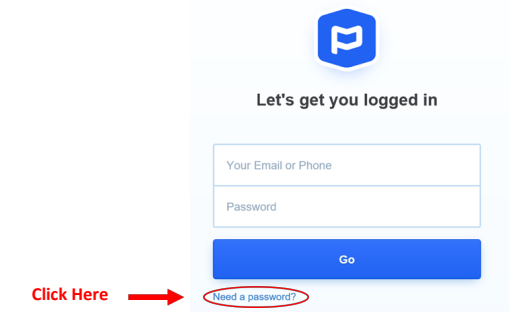 Let's get you logged in
Your Email or Phone
Password
Go
Click Here
Need a password?